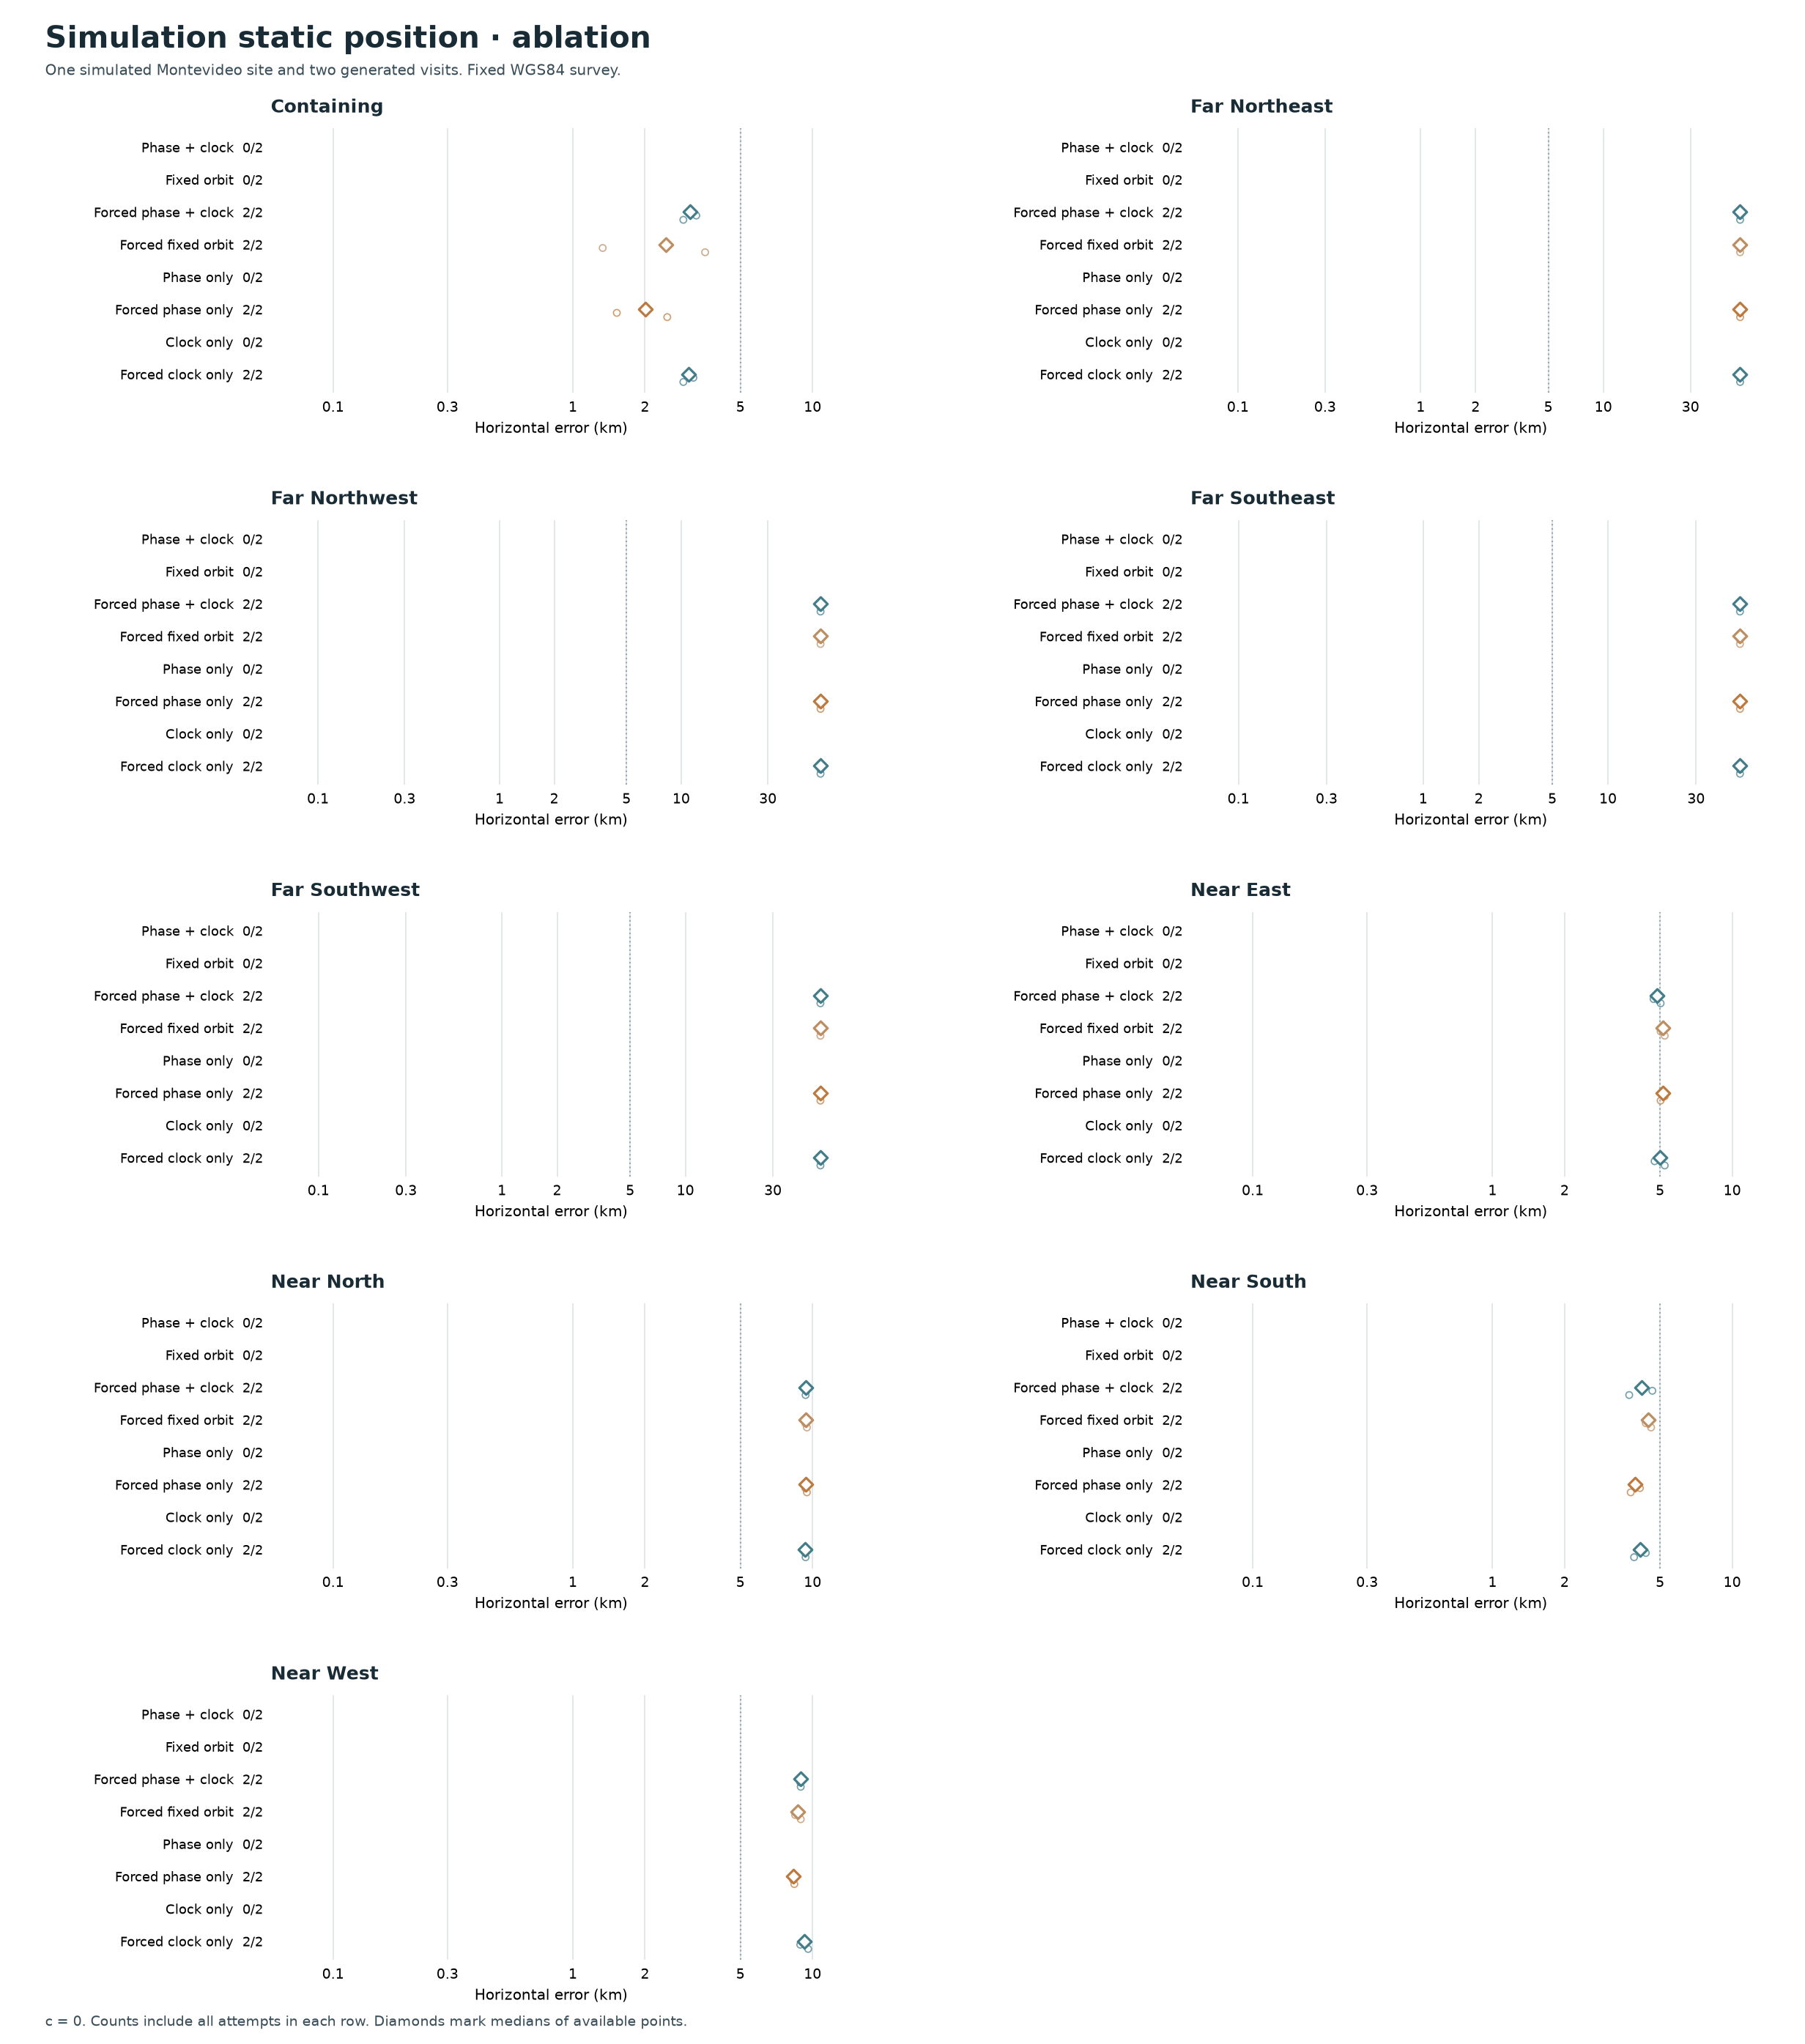 Simulation static position · ablation
One simulated Montevideo site and two generated visits. Fixed WGS84 survey.
Containing
Phase + clock 0/2
Fixed orbit 0/2
Forced phase + clock 2/2
Forced fixed orbit 2/2
Phase only 0/2
Forced phase only 2/2
Clock only 0/2
Forced clock only 2/2
0.1 0.3 1 2 5 10
Horizontal error (km)
Far Northeast
Phase + clock 0/2
Fixed orbit 0/2
Forced phase + clock 2/2
Forced fixed orbit 2/2
Phase only 0/2
Forced phase only 2/2
Clock only 0/2
Forced clock only 2/2
0.1 0.3 1 2 5 10 30
Horizontal error (km)
Far Northwest
Phase + clock 0/2
Fixed orbit 0/2
Forced phase + clock 2/2
Forced fixed orbit 2/2
Phase only 0/2
Forced phase only 2/2
Clock only 0/2
Forced clock only 2/2
0.1 0.3 1 2 5 10 30
Horizontal error (km)
Far Southeast
Phase + clock 0/2
Fixed orbit 0/2
Forced phase + clock 2/2
Forced fixed orbit 2/2
Phase only 0/2
Forced phase only 2/2
Clock only 0/2
Forced clock only 2/2
0.1 0.3 1 2 5 10 30
Horizontal error (km)
Far Southwest
Phase + clock 0/2
Fixed orbit 0/2
Forced phase + clock 2/2
Forced fixed orbit 2/2
Phase only 0/2
Forced phase only 2/2
Clock only 0/2
Forced clock only 2/2
0.1 0.3 1 2 5 10 30
Horizontal error (km)
Near East
Phase + clock 0/2
Fixed orbit 0/2
Forced phase + clock 2/2
Forced fixed orbit 2/2
Phase only 0/2
Forced phase only 2/2
Clock only 0/2
Forced clock only 2/2
0.1 0.3 1 2 5 10
Horizontal error (km)
Near North
Phase + clock 0/2
Fixed orbit 0/2
Forced phase + clock 2/2
Forced fixed orbit 2/2
Phase only 0/2
Forced phase only 2/2
Clock only 0/2
Forced clock only 2/2
0.1 0.3 1 2 5 10
Horizontal error (km)
Near South
Phase + clock 0/2
Fixed orbit 0/2
Forced phase + clock 2/2
Forced fixed orbit 2/2
Phase only 0/2
Forced phase only 2/2
Clock only 0/2
Forced clock only 2/2
0.1 0.3 1 2 5 10
Horizontal error (km)
Near West
Phase + clock 0/2
Fixed orbit 0/2
Forced phase + clock 2/2
Forced fixed orbit 2/2
Phase only 0/2
Forced phase only 2/2
Clock only 0/2
Forced clock only 2/2
0.1 0.3 1 2 5 10
Horizontal error (km)
c = 0. Counts include all attempts in each row. Diamonds mark medians of available points.